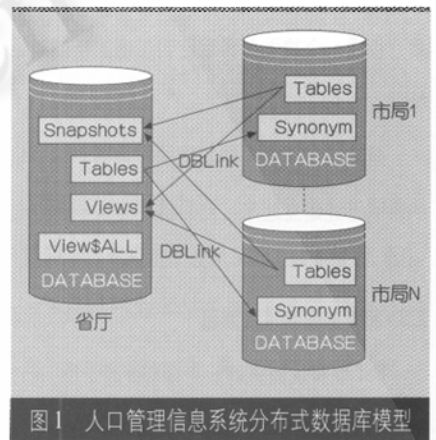 Snapshots
Tables
Views
View$ALL
DATABASE
省厅
DBLink
DBLink
Tables
Synonym
DATABASE
市局1
Tables
Synonym
DATABASE
市局N
图1 人口管理信息系统分布式数据库模型